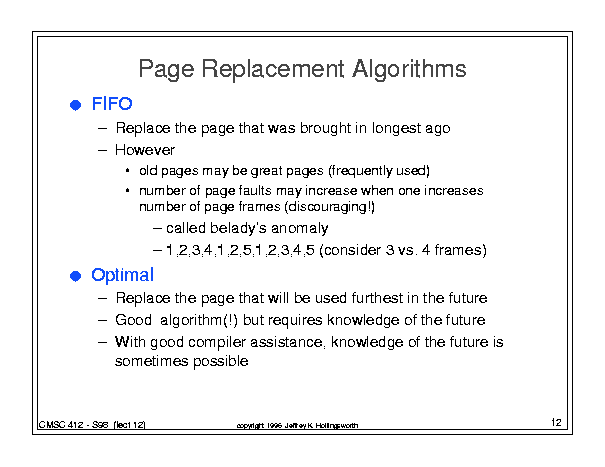 Page Replacement Algorithms
● FIFO
– Replace the page that was brought in longest ago
– However
• old pages may be great pages (frequently used)
• number of page faults may increase when one increases
number of page frames (discouraging!)
– called belady's anomaly
– 1,2,3,4,1,2,5,1,2,3,4,5 (consider 3 vs. 4 frames)
● Optimal
– Replace the page that will be used furthest in the future
– Good algorithm(!) but requires knowledge of the future
– With good compiler assistance, knowledge of the future is
sometimes possible
CMSC 412 - S98 (lect 12)
copyright 1996 Jeffrey K. Hollingsworth
12